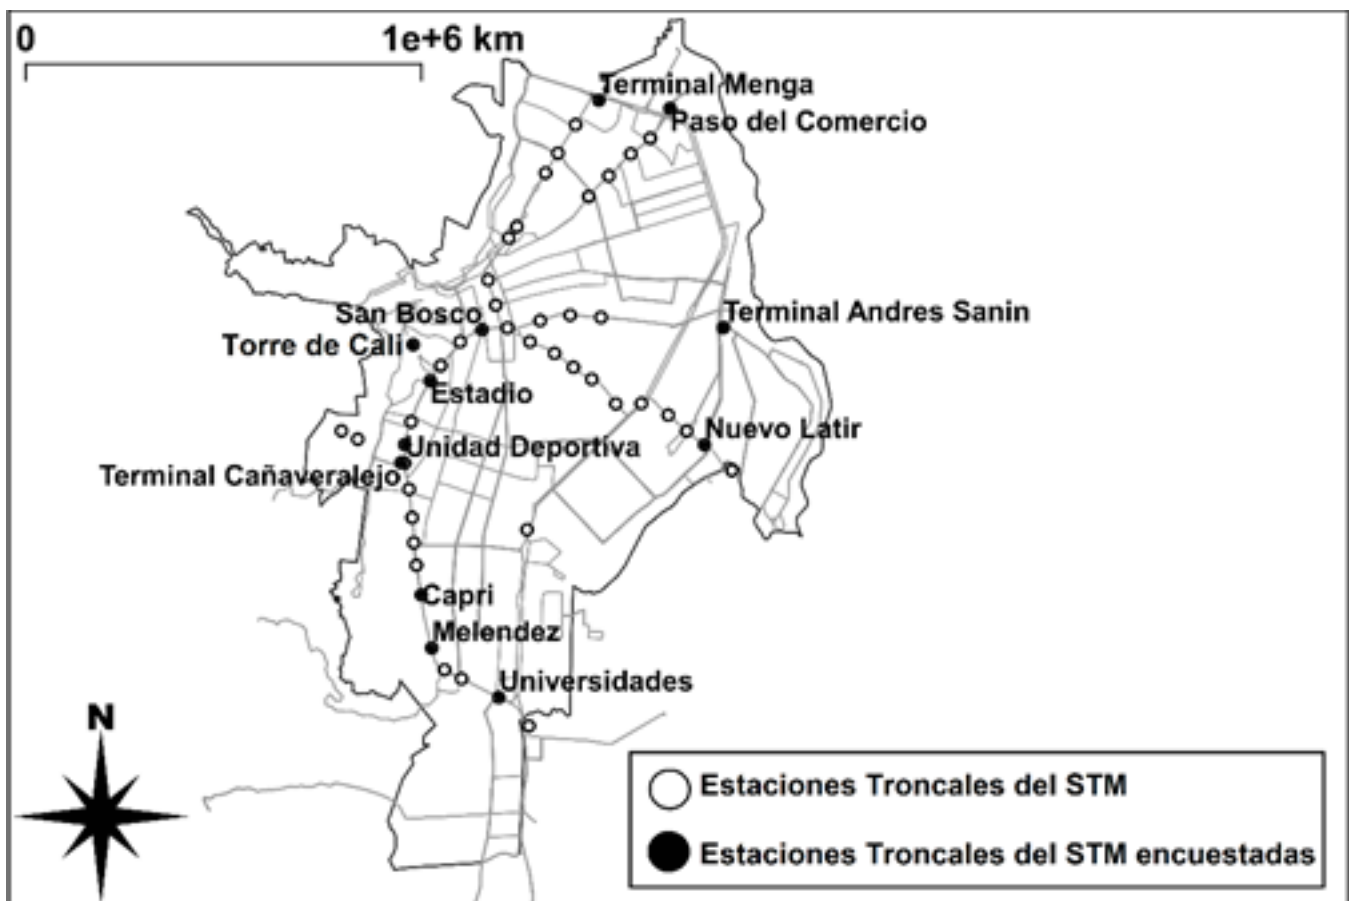 0 1e+6 km
Terminal Menga
Paso del Comercio
San Bosco
Terminal Andres Sanin
Torre de Cali
Estadio
Nuevo Latir
Unidad Deportiva
Terminal Cañaveralejo
Capri
Melendez
Universidades
N
Estaciones Troncales del STM
Estaciones Troncales del STM encuestadas